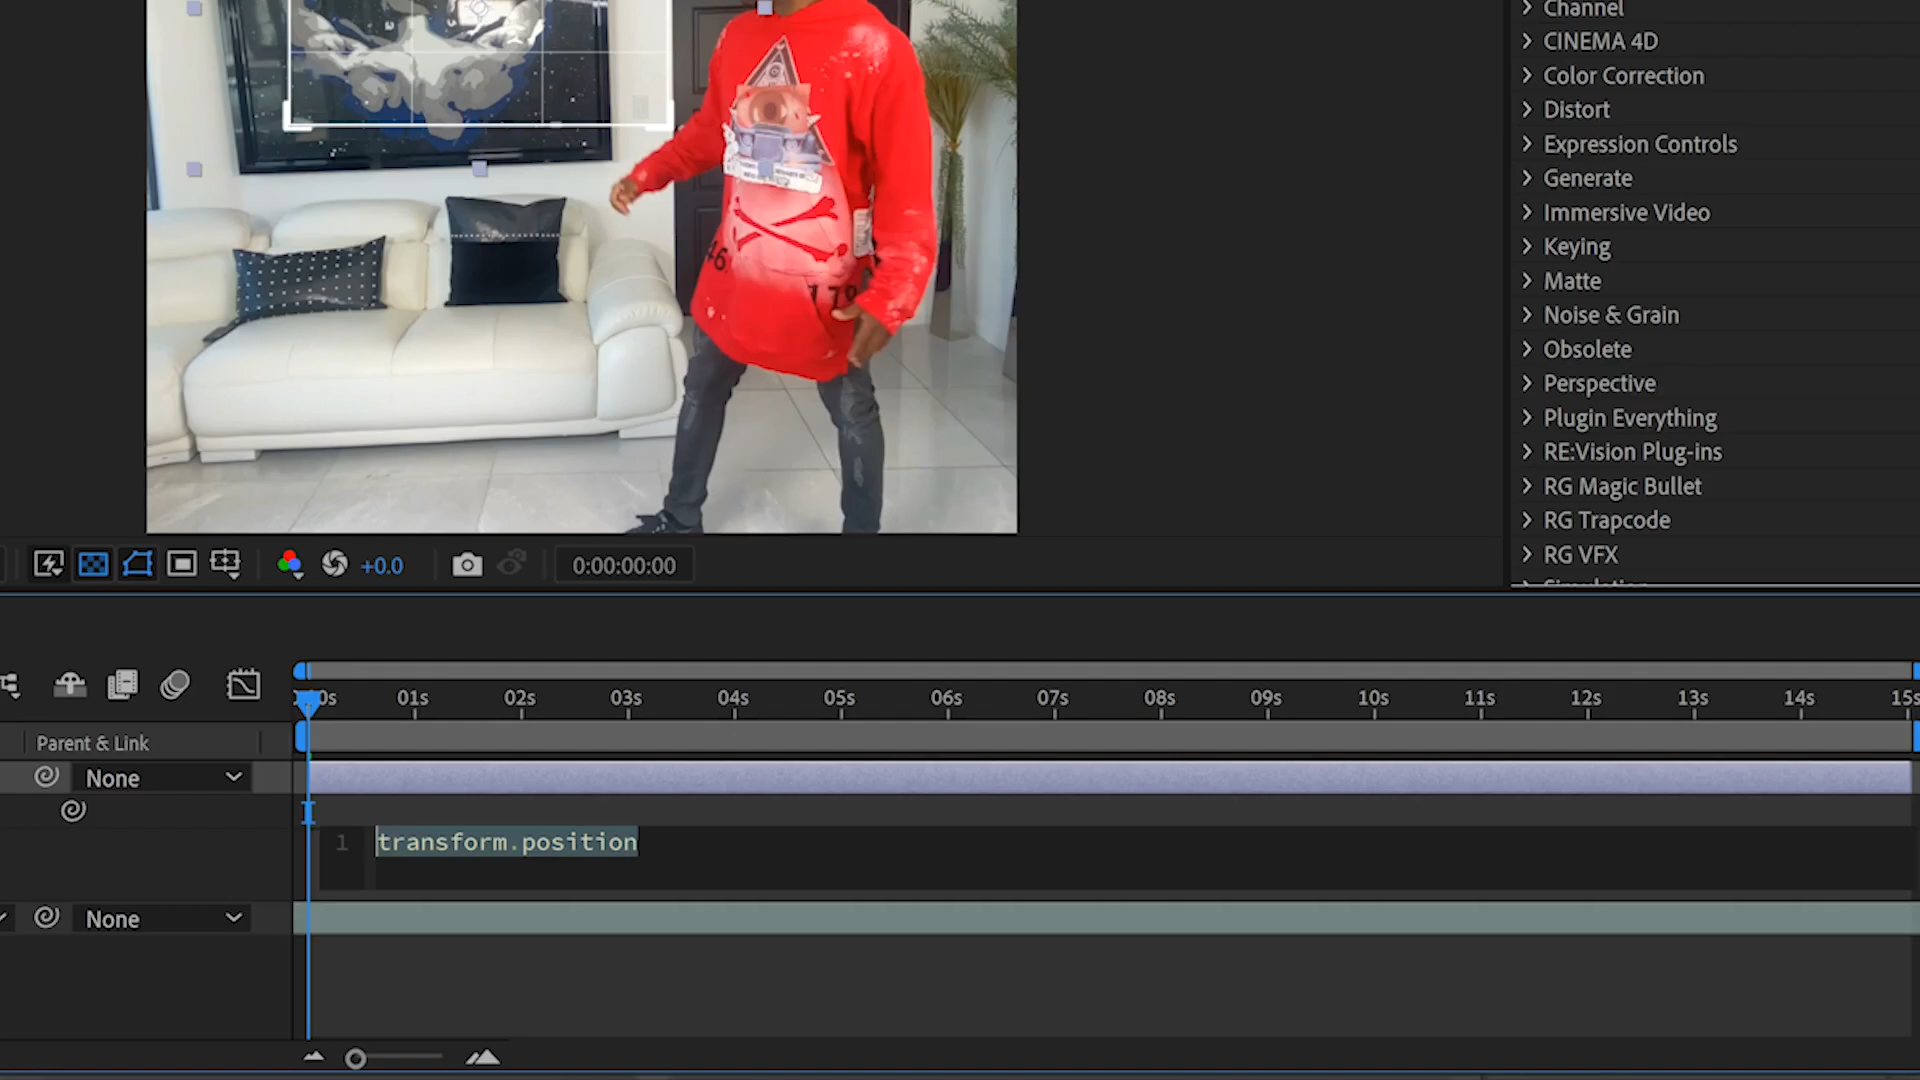 Channel
CINEMA 4D
Color Correction
Distort
Expression Controls
Generate
Immersive Video
Keying
Matte
Noise & Grain
Obsolete
Perspective
Plugin Everything
RE:Vision Plug-ins
RG Magic Bullet
RG Trapcode
RG VFX
46
178
+0.0
0:00:00:00
01s 02s 03s 04s 05s 06s 07s 08s 09s 10s 11s 12s 13s 14s 15s
Parent & Link
None
1 transform.position
None